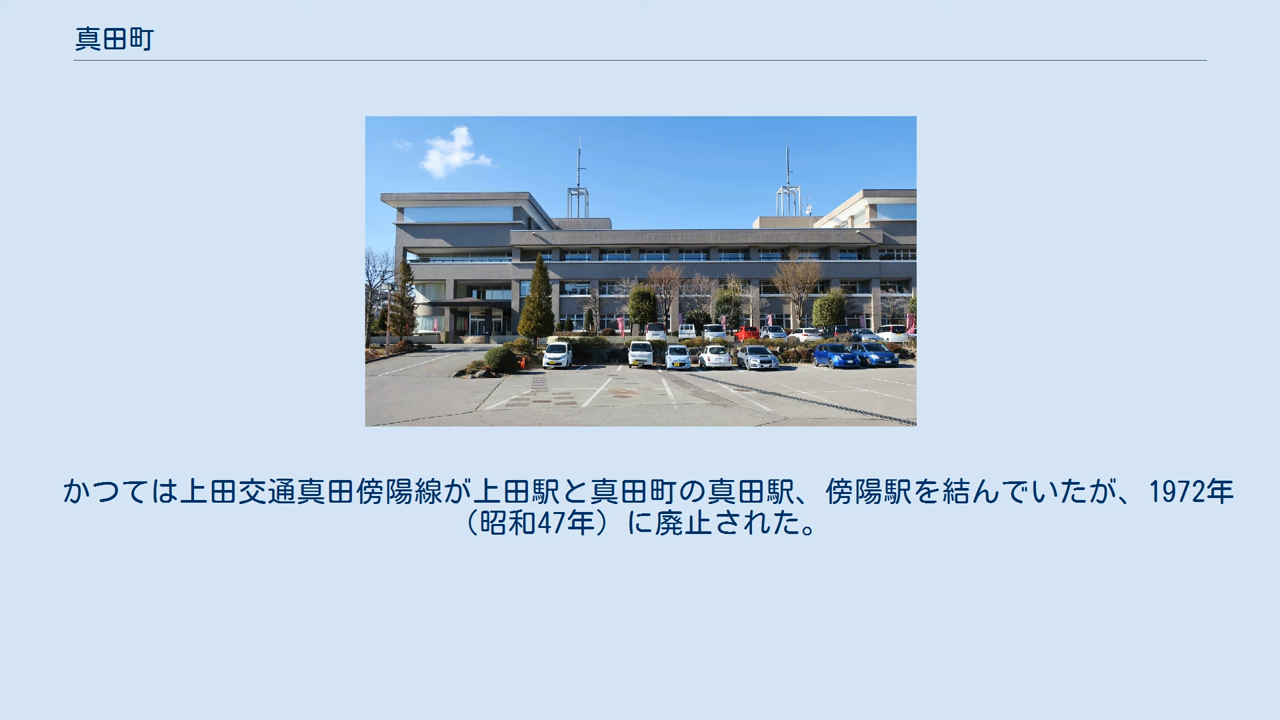 真田町
かつては上田交通真田傍陽線が上田駅と真田町の真田駅、傍陽駅を結んでいたが、1972年
（昭和47年）に廃止された。